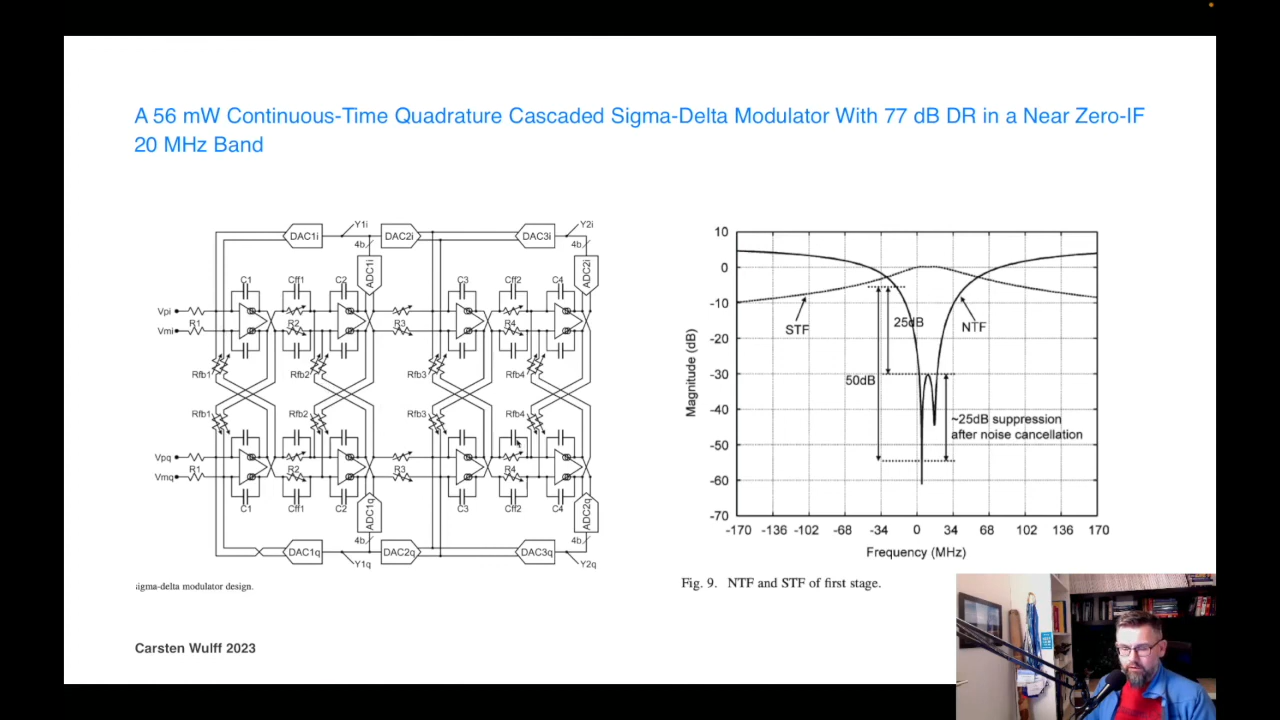 A 56 mW Continuous-Time Quadrature Cascaded Sigma-Delta Modulator With 77 dB DR in a Near Zero-IF
20 MHz Band
DAC1i
Y1i
DAC2i
DAC3i
Y2i
4b
4b
ADC1i
ADC2i
C1
Cff1
C2
C3
Cff2
C4
Vpi
Vmi
R1
R2
R3
R4
Rfb1
Rfb2
Rfb3
Rfb4
Rfb1
Rfb2
Rfb3
Rfb4
Vpq
Vmq
R1
R2
R3
R4
C1
Cff1
C2
C3
Cff2
C4
ADC1q
ADC2q
4b
4b
DAC1q
Y1q
DAC2q
DAC3q
Y2q
igma-delta modulator design.
Magnitude (dB)
10
0
-10
-20
-30
-40
-50
-60
-70
STF
25dB
NTF
50dB
~25dB suppression
after noise cancellation
-170 -136 -102 -68 -34 0 34 68 102 136 170
Frequency (MHz)
Fig. 9. NTF and STF of first stage.
Carsten Wulff 2023